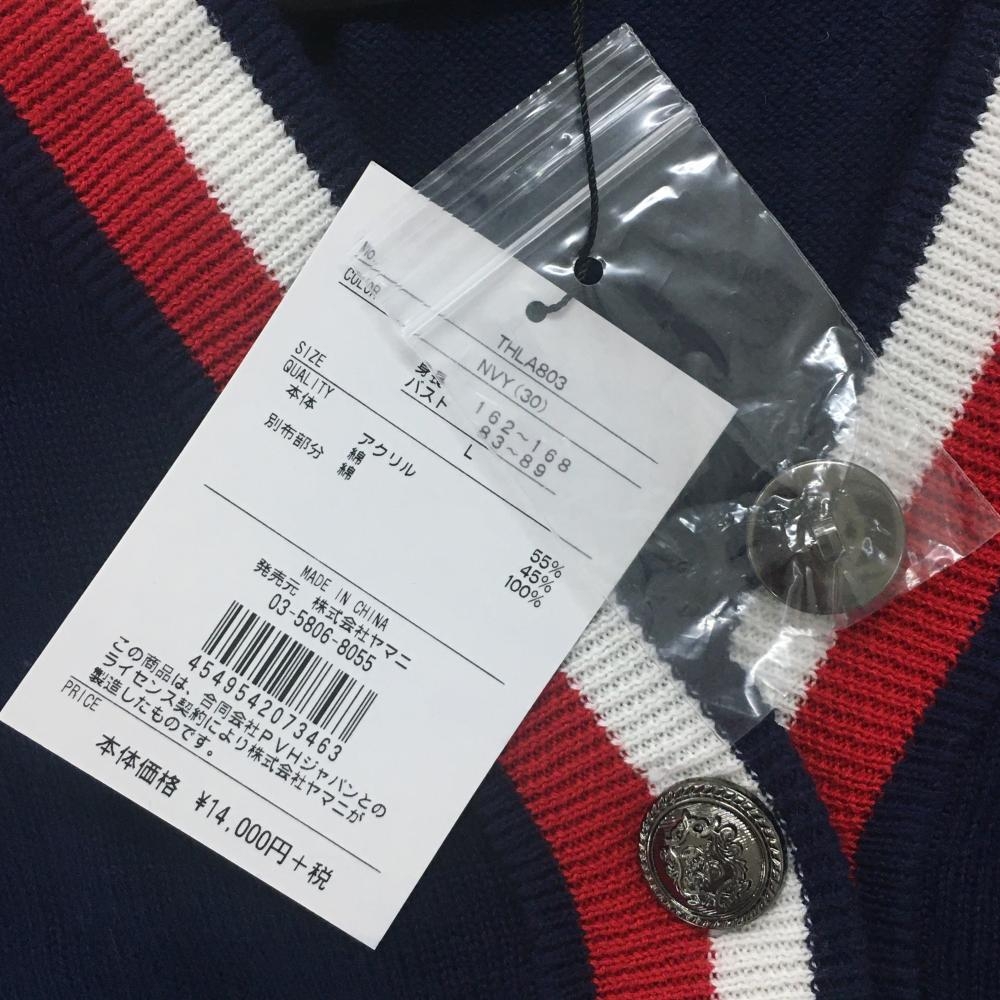 No. THLA803
COLOR NVY(30)
身長 162~168
バスト 83~89
SIZE L
QUALITY
本体 アクリル 55%
綿 45%
別布部分 綿 100%
MADE IN CHINA
発売元 株式会社ヤマニ
03-5806-8055
4549542073463
この商品は、合同会社PVHジャパンとの
ライセンス契約により株式会社ヤマニが
製造したものです。
PRICE
本体価格 ¥14,000円+税